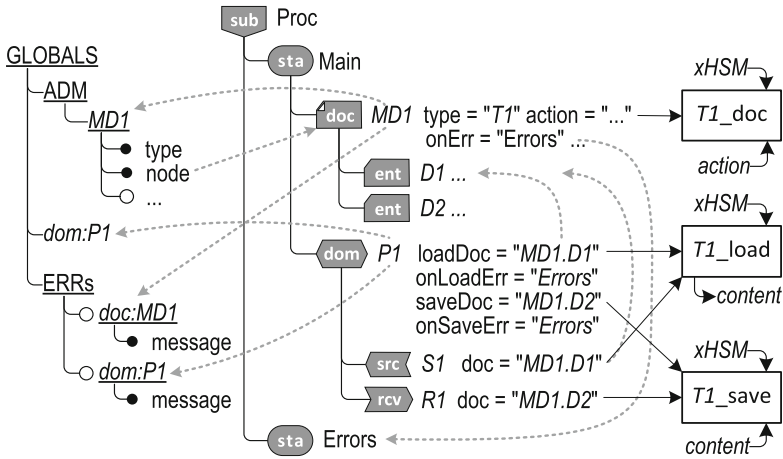 sub Proc
GLOBALS
sta Main
xHSM
ADM
MD1
doc MD1 type = "T1" action = "..."
T1_doc
onErr = "Errors" ...
type
node
...
action
ent D1 ...
ent D2 ...
xHSM
dom:P1
dom P1 loadDoc = "MD1.D1"
T1_load
onLoadErr = "Errors"
ERRs
saveDoc = "MD1.D2"
content
doc:MD1
onSaveErr = "Errors"
message
xHSM
dom:P1
src S1 doc = "MD1.D1"
message
rcv R1 doc = "MD1.D2"
T1_save
sta Errors
content